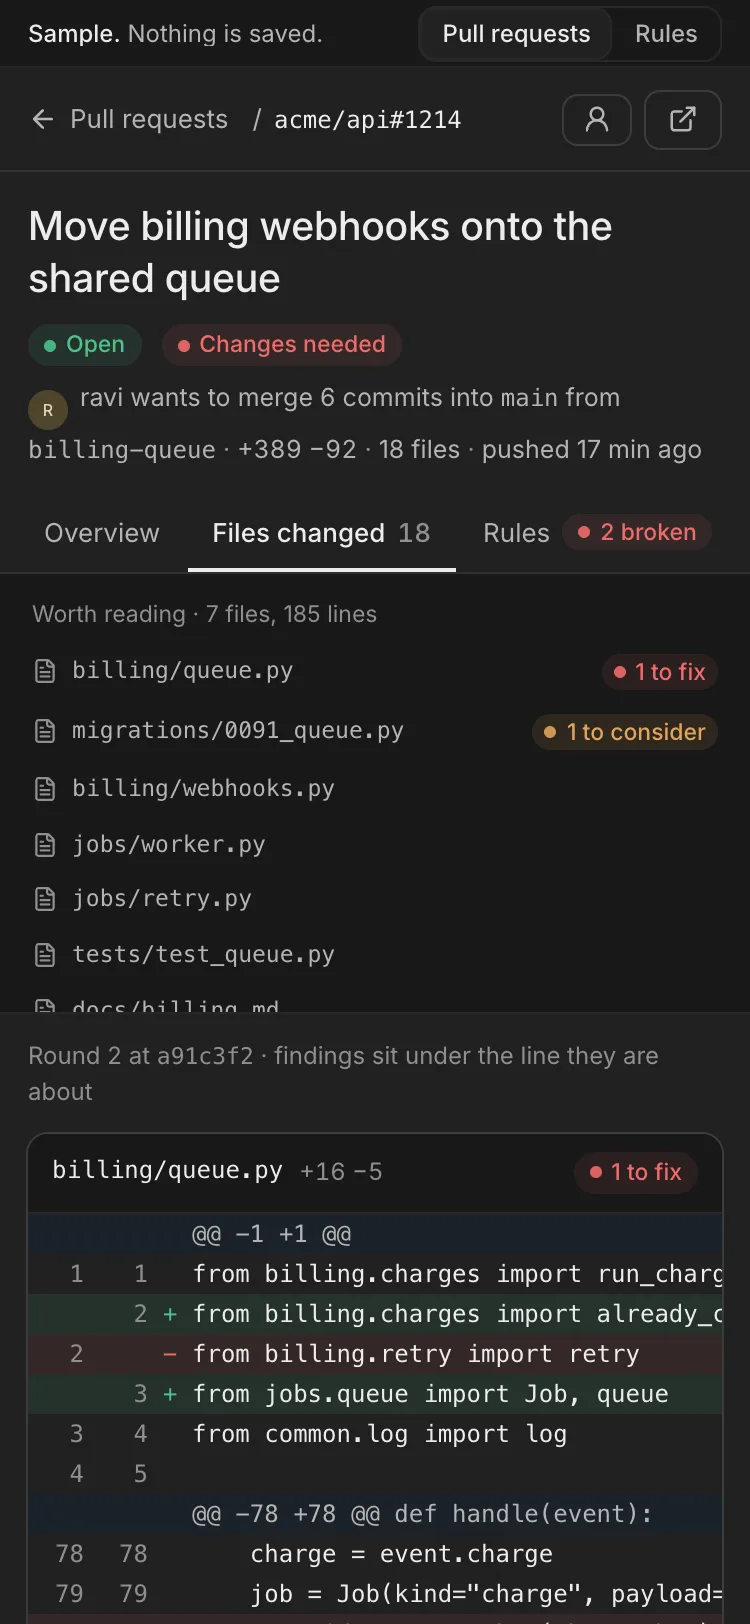 Sample. Nothing is saved.
Pull requests
Rules
Pull requests / acme/api#1214
Move billing webhooks onto the
shared queue
Open
Changes needed
R
ravi wants to merge 6 commits into main from
billing-queue · +389 −92 · 18 files · pushed 17 min ago
Overview
Files changed 18
Rules
2 broken
Worth reading · 7 files, 185 lines
billing/queue.py
1 to fix
migrations/0091_queue.py
1 to consider
billing/webhooks.py
jobs/worker.py
jobs/retry.py
tests/test_queue.py
docs/billing.md
Round 2 at a91c3f2 · findings sit under the line they are
about
billing/queue.py +16 −5
1 to fix
@@ −1 +1 @@
1 1 from billing.charges import run_charg
2 + from billing.charges import already_c
2 − from billing.retry import retry
3 + from jobs.queue import Job, queue
3 4 from common.log import log
4 5
@@ −78 +78 @@ def handle(event):
78 78 charge = event.charge
79 79 job = Job(kind="charge", payload=